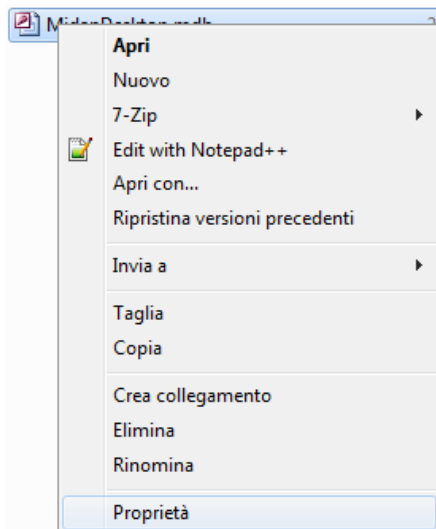 Apri
Nuovo
7-Zip
Edit with Notepad++
Apri con...
Ripristina versioni precedenti
Invia a
Taglia
Copia
Crea collegamento
Elimina
Rinomina
Proprietà